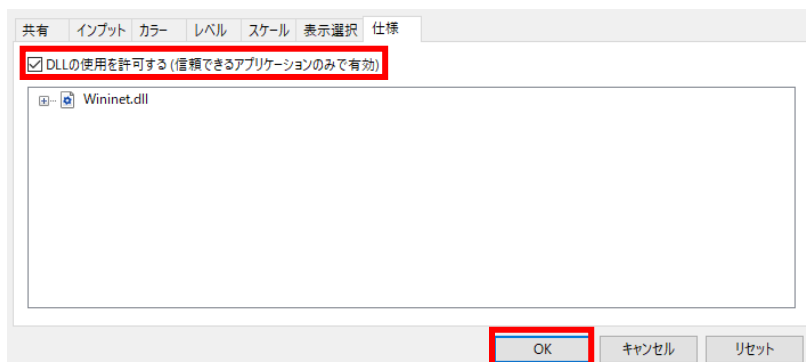 共有 インプット カラー レベル スケール 表示選択 仕様
DLLの使用を許可する (信頼できるアプリケーションのみで有効)
Wininet.dll
OK キャンセル リセット